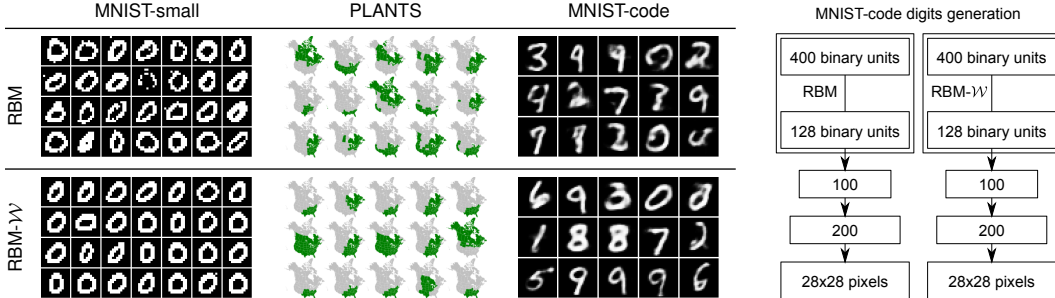 MNIST-small PLANTS MNIST-code
RBM
RBM-𝒲
MNIST-code digits generation
400 binary units 400 binary units
RBM RBM-𝒲
128 binary units 128 binary units
100 100
200 200
28x28 pixels 28x28 pixels